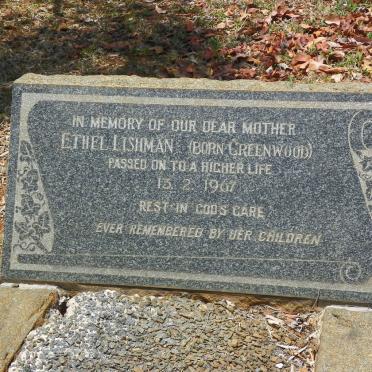 IN MEMORY OF OUR DEAR MOTHER
ETHEL LISHMAN (BORN GREENWOOD)
PASSED ON TO A HIGHER LIFE
13. 2. 1967
REST IN GOD'S CARE
EVER REMEMBERED BY HER CHILDREN